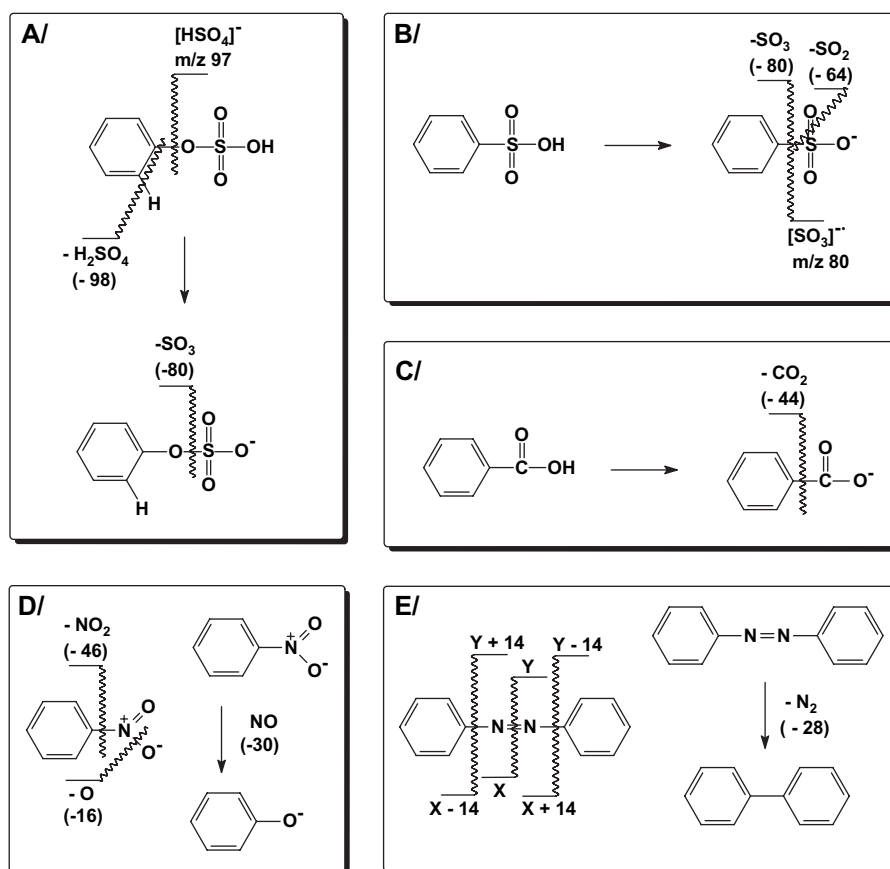 A/
[HSO4]-
m/z 97
O
O
S
OH
O
H
- H2SO4
(- 98)
-SO3
(-80)
O
O
S
O-
O
H
B/
-SO3
(- 80)
-SO2
(- 64)
O
S
OH
O
O
S
O-
O
[SO3]-·
m/z 80
C/
- CO2
(- 44)
O
C
OH
O
C
O-
D/
- NO2
(- 46)
N+
O
O-
N+
O
O-
- O
(-16)
NO
(-30)
O-
E/
Y + 14
Y - 14
Y
N
N
X
X - 14
X + 14
N
N
- N2
(- 28)